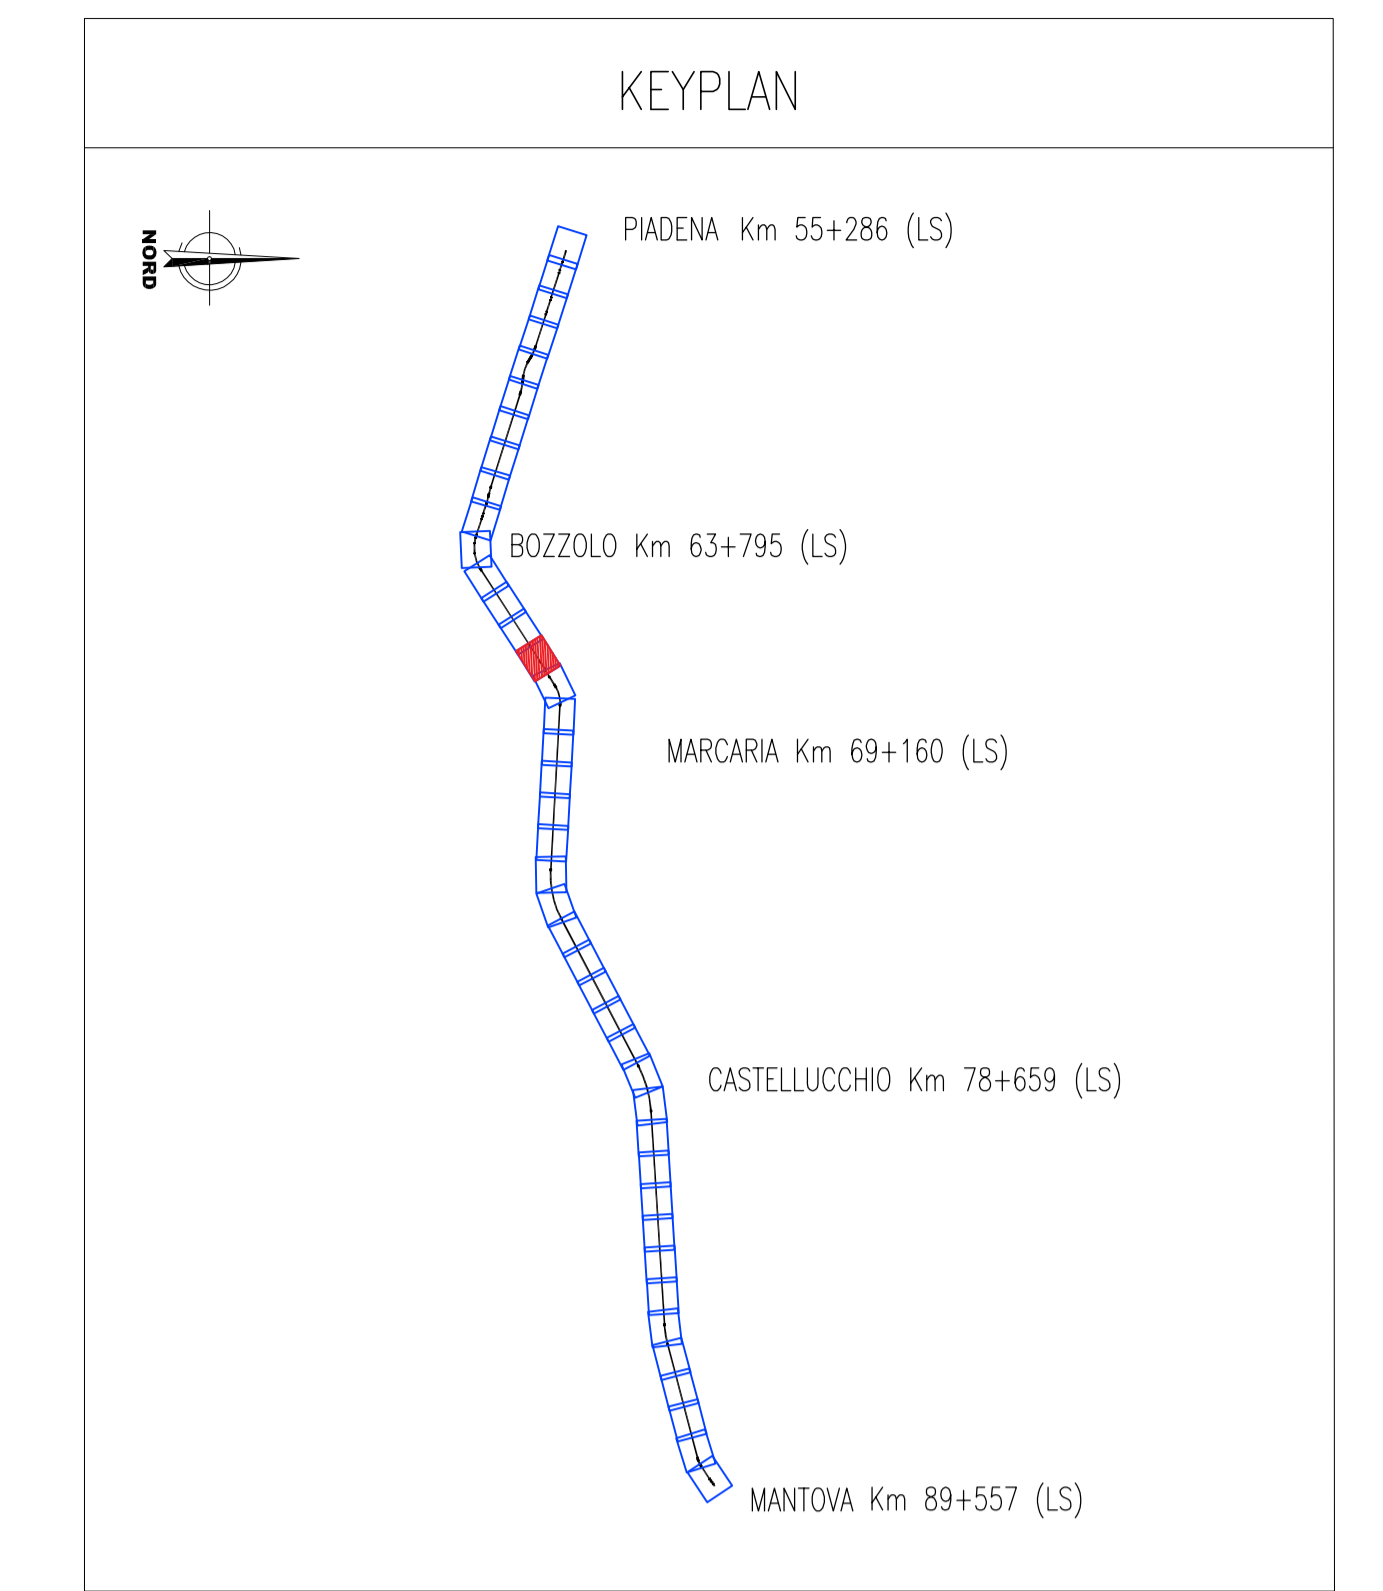 KEYPLAN
NORD
PIADENA Km 55+286 (LS)
BOZZOLO Km 63+795 (LS)
MARCARIA Km 69+160 (LS)
CASTELLUCCHIO Km 78+659 (LS)
MANTOVA Km 89+557 (LS)